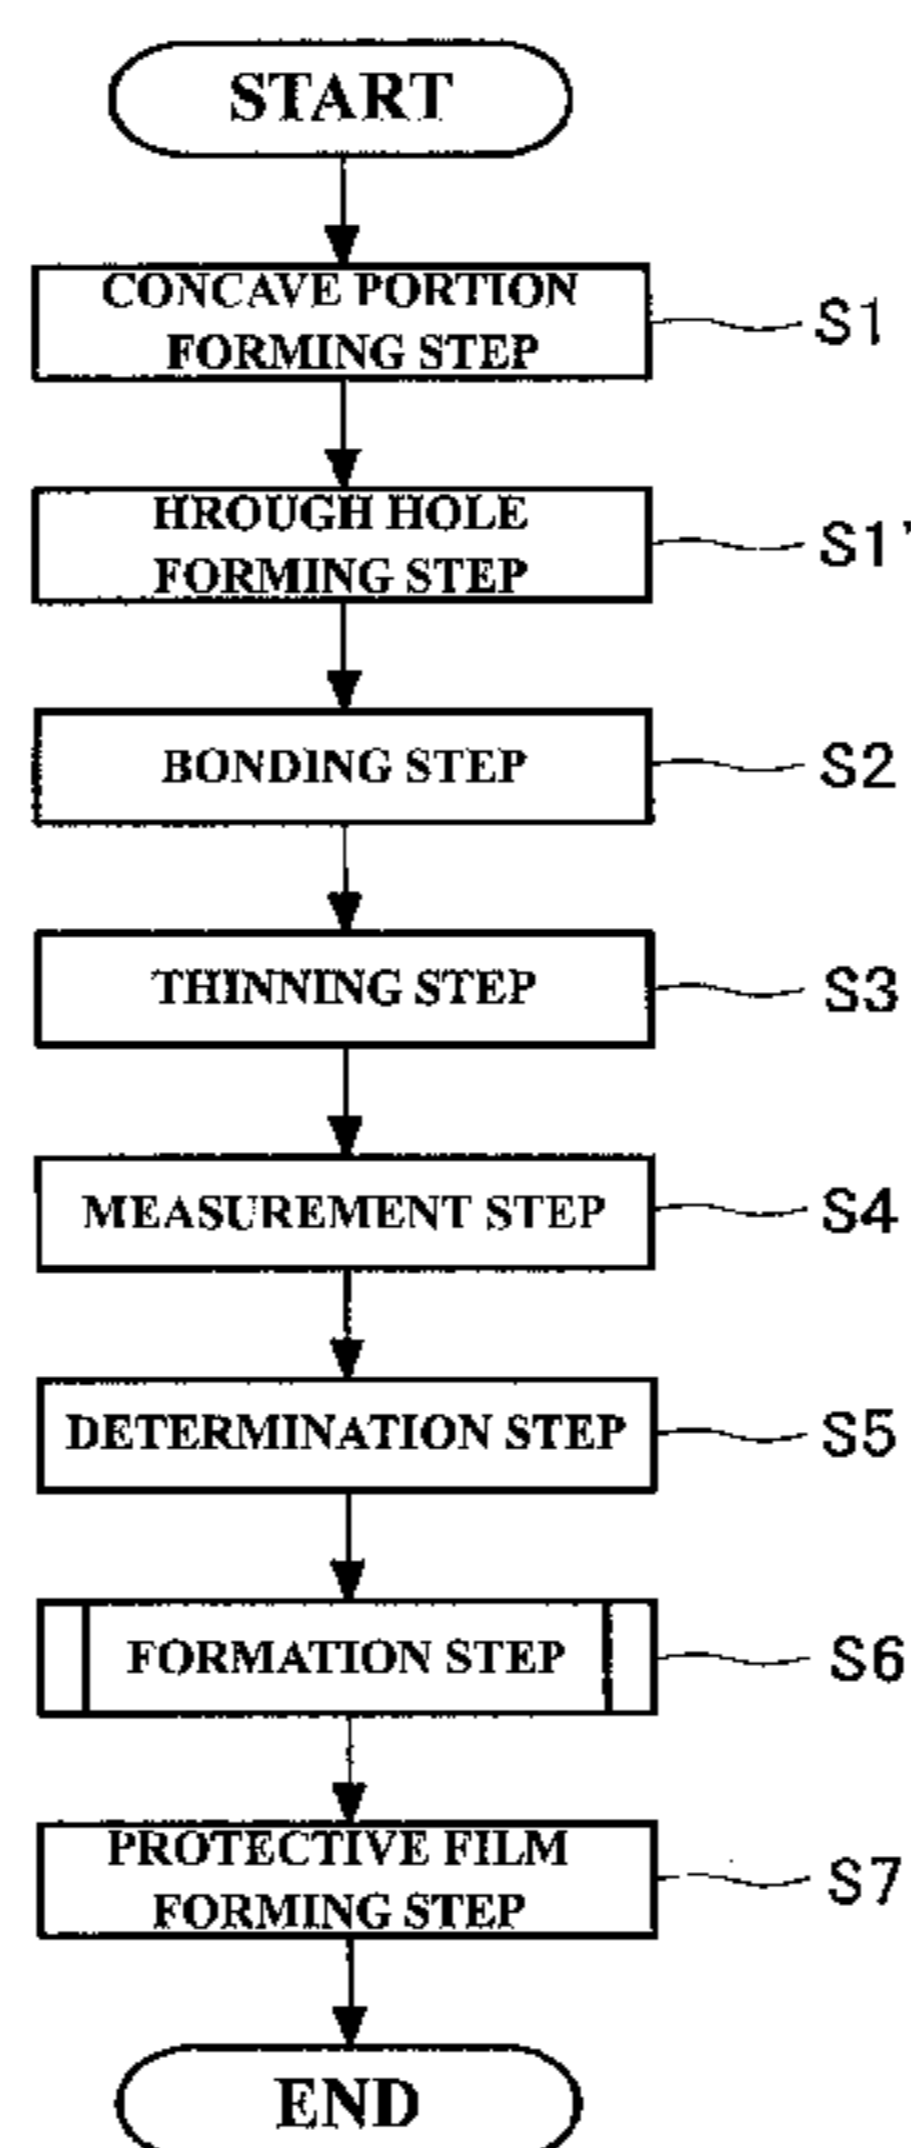 START
CONCAVE PORTION
FORMING STEP
S1
HROUGH HOLE
FORMING STEP
S1'
BONDING STEP
S2
THINNING STEP
S3
MEASUREMENT STEP
S4
DETERMINATION STEP
S5
FORMATION STEP
S6
PROTECTIVE FILM
FORMING STEP
S7
END